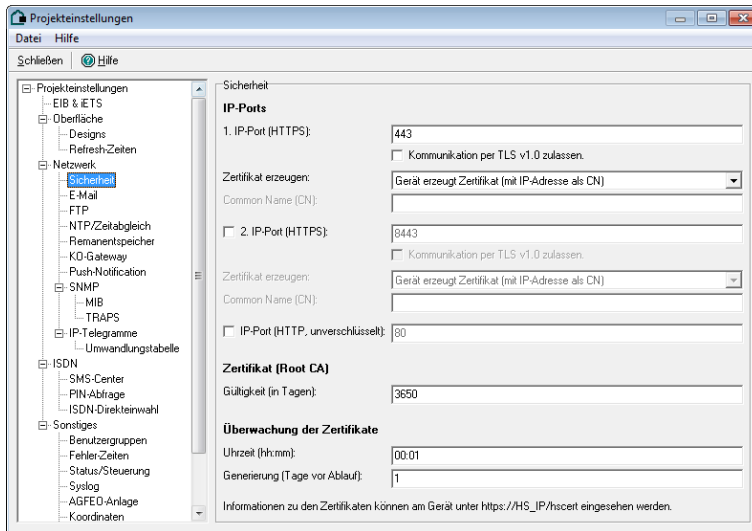 Projekteinstellungen
Datei Hilfe
Schließen Hilfe
Projekteinstellungen
EIB & iETS
Oberfläche
Designs
Refresh-Zeiten
Netzwerk
Sicherheit
E-Mail
FTP
NTP/Zeitabgleich
Remanentspeicher
KO-Gateway
Push-Notification
SNMP
MIB
TRAPS
IP-Telegramme
Umwandlungstabelle
ISDN
SMS-Center
PIN-Abfrage
ISDN-Direkteinwahl
Sonstiges
Benutzergruppen
Fehler-Zeiten
Status/Steuerung
Syslog
AGFEO-Anlage
Koordinaten
Sicherheit
IP-Ports
1. IP-Port (HTTPS): 443
Kommunikation per TLS v1.0 zulassen.
Zertifikat erzeugen: Gerät erzeugt Zertifikat (mit IP-Adresse als CN)
Common Name (CN):
2. IP-Port (HTTPS): 8443
Kommunikation per TLS v1.0 zulassen.
Zertifikat erzeugen: Gerät erzeugt Zertifikat (mit IP-Adresse als CN)
Common Name (CN):
IP-Port (HTTP, unverschlüsselt): 80
Zertifikat (Root CA)
Gültigkeit (in Tagen): 3650
Überwachung der Zertifikate
Uhrzeit (hh:mm): 00:01
Generierung (Tage vor Ablauf): 1
Informationen zu den Zertifikaten können am Gerät unter https://HS_IP/hscert eingesehen werden.